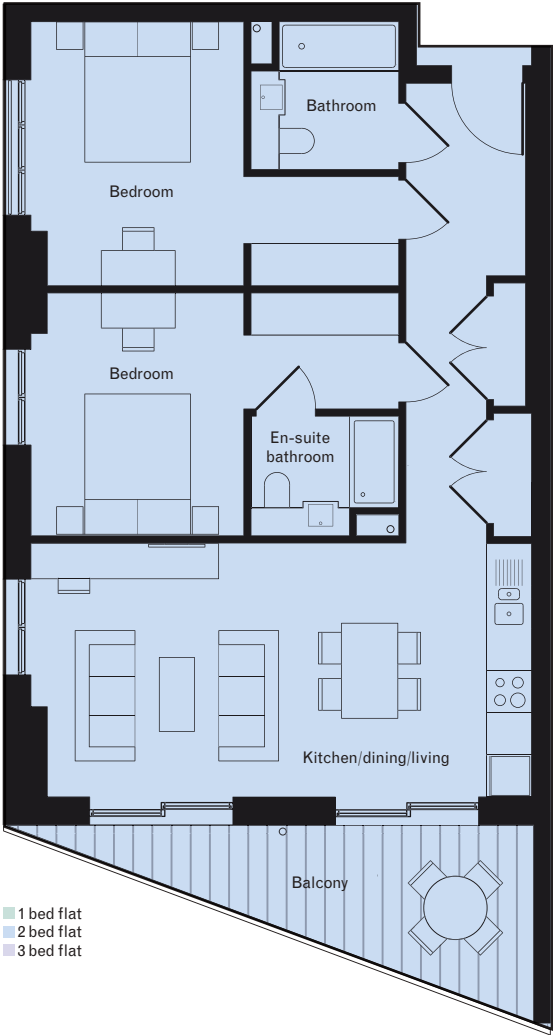 Bathroom
Bedroom
Bedroom
En-suite
bathroom
Kitchen/dining/living
Balcony
1 bed flat
2 bed flat
3 bed flat